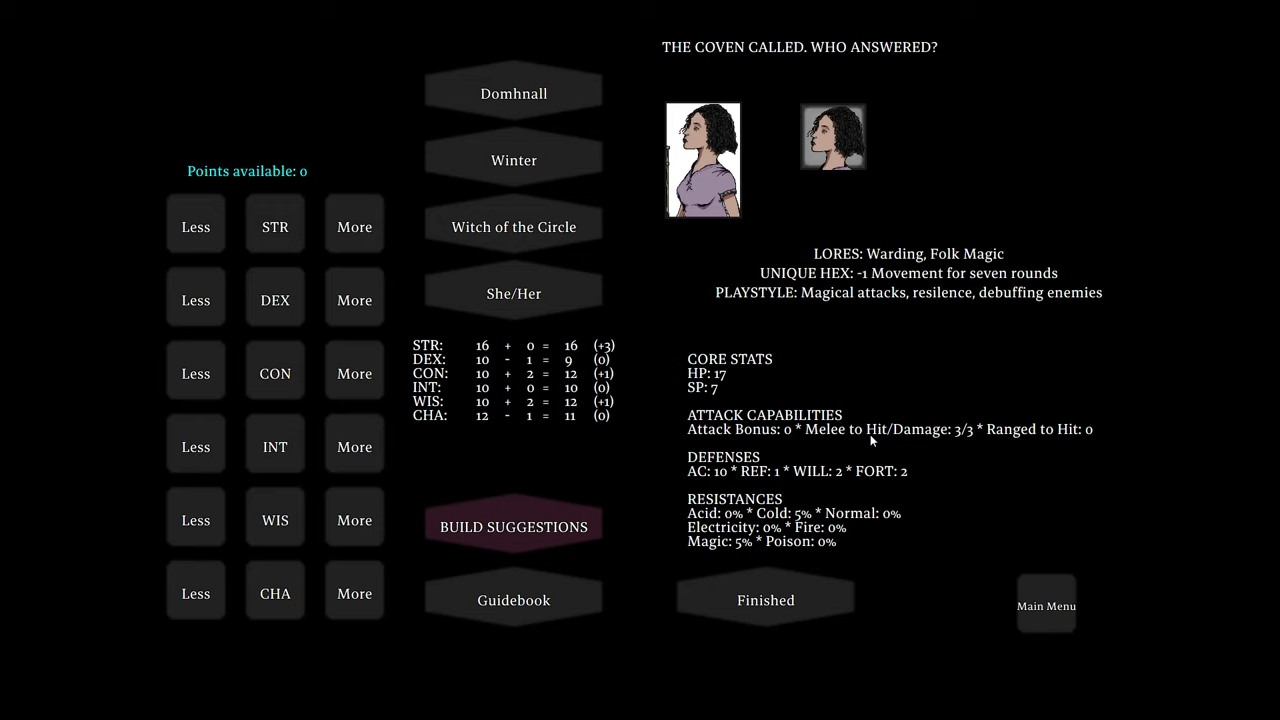 THE COVEN CALLED. WHO ANSWERED?
Domhnall
Winter
Witch of the Circle
She/Her
Points available: 0
Less STR More
Less DEX More
Less CON More
Less INT More
Less WIS More
Less CHA More
STR: 16 + 0 = 16 (+3)
DEX: 10 - 1 = 9 (0)
CON: 10 + 2 = 12 (+1)
INT: 10 + 0 = 10 (0)
WIS: 10 + 2 = 12 (+1)
CHA: 12 - 1 = 11 (0)
BUILD SUGGESTIONS
Guidebook
LORES: Warding, Folk Magic
UNIQUE HEX: -1 Movement for seven rounds
PLAYSTYLE: Magical attacks, resilence, debuffing enemies
CORE STATS
HP: 17
SP: 7
ATTACK CAPABILITIES
Attack Bonus: 0 * Melee to Hit/Damage: 3/3 * Ranged to Hit: 0
DEFENSES
AC: 10 * REF: 1 * WILL: 2 * FORT: 2
RESISTANCES
Acid: 0% * Cold: 5% * Normal: 0%
Electricity: 0% * Fire: 0%
Magic: 5% * Poison: 0%
Finished
Main Menu